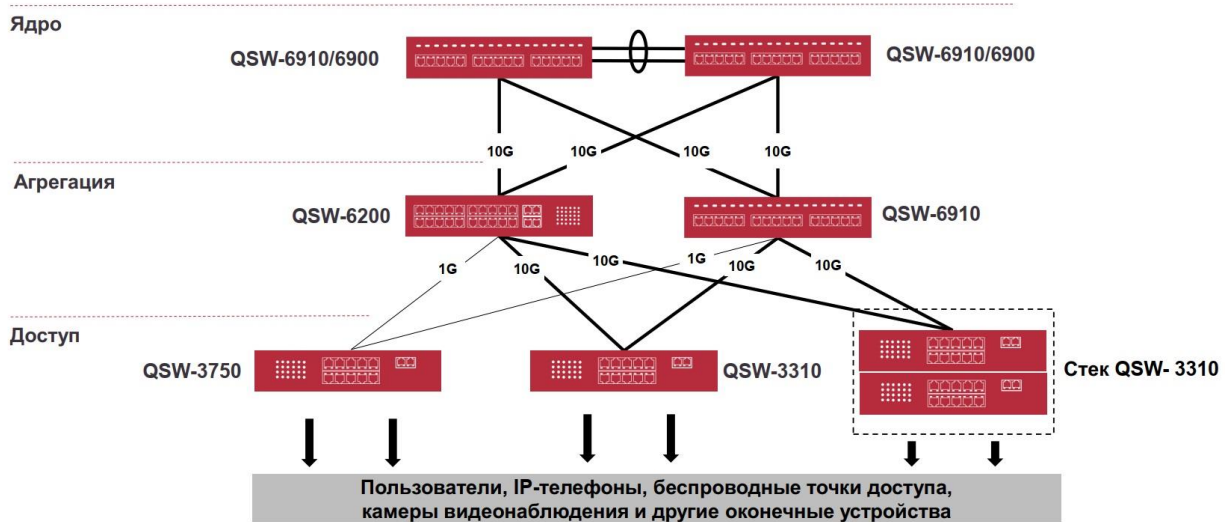 Ядро
QSW-6910/6900
QSW-6910/6900
10G
10G
10G
10G
Агрегация
QSW-6200
QSW-6910
1G
10G
10G
1G
10G
10G
Доступ
QSW-3750
QSW-3310
Стек QSW- 3310
Пользователи, IP-телефоны, беспроводные точки доступа,
камеры видеонаблюдения и другие оконечные устройства